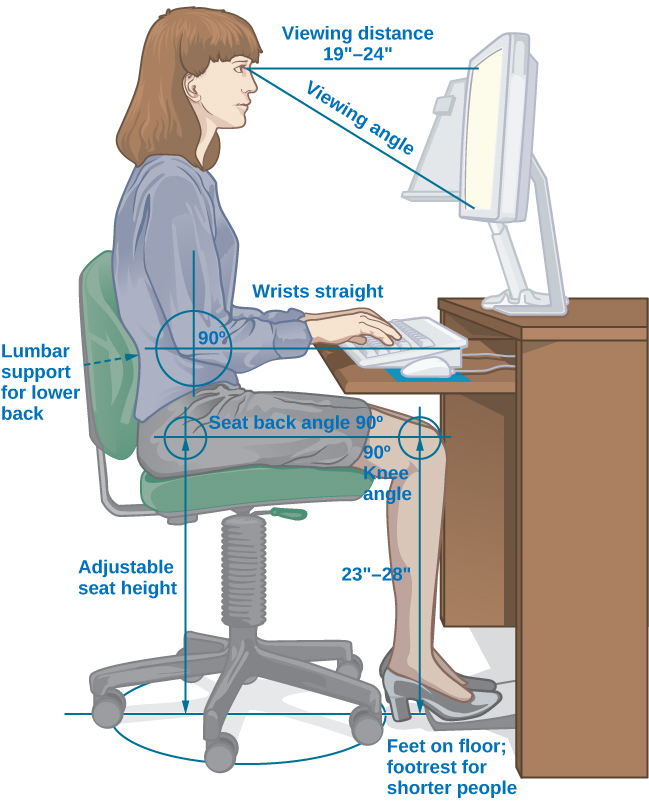 Viewing distance
19"–24"
Viewing angle
Wrists straight
90º
Lumbar
support
for lower
back
Seat back angle 90º
90º
Knee
angle
Adjustable
seat height
23"–28"
Feet on floor;
footrest for
shorter people